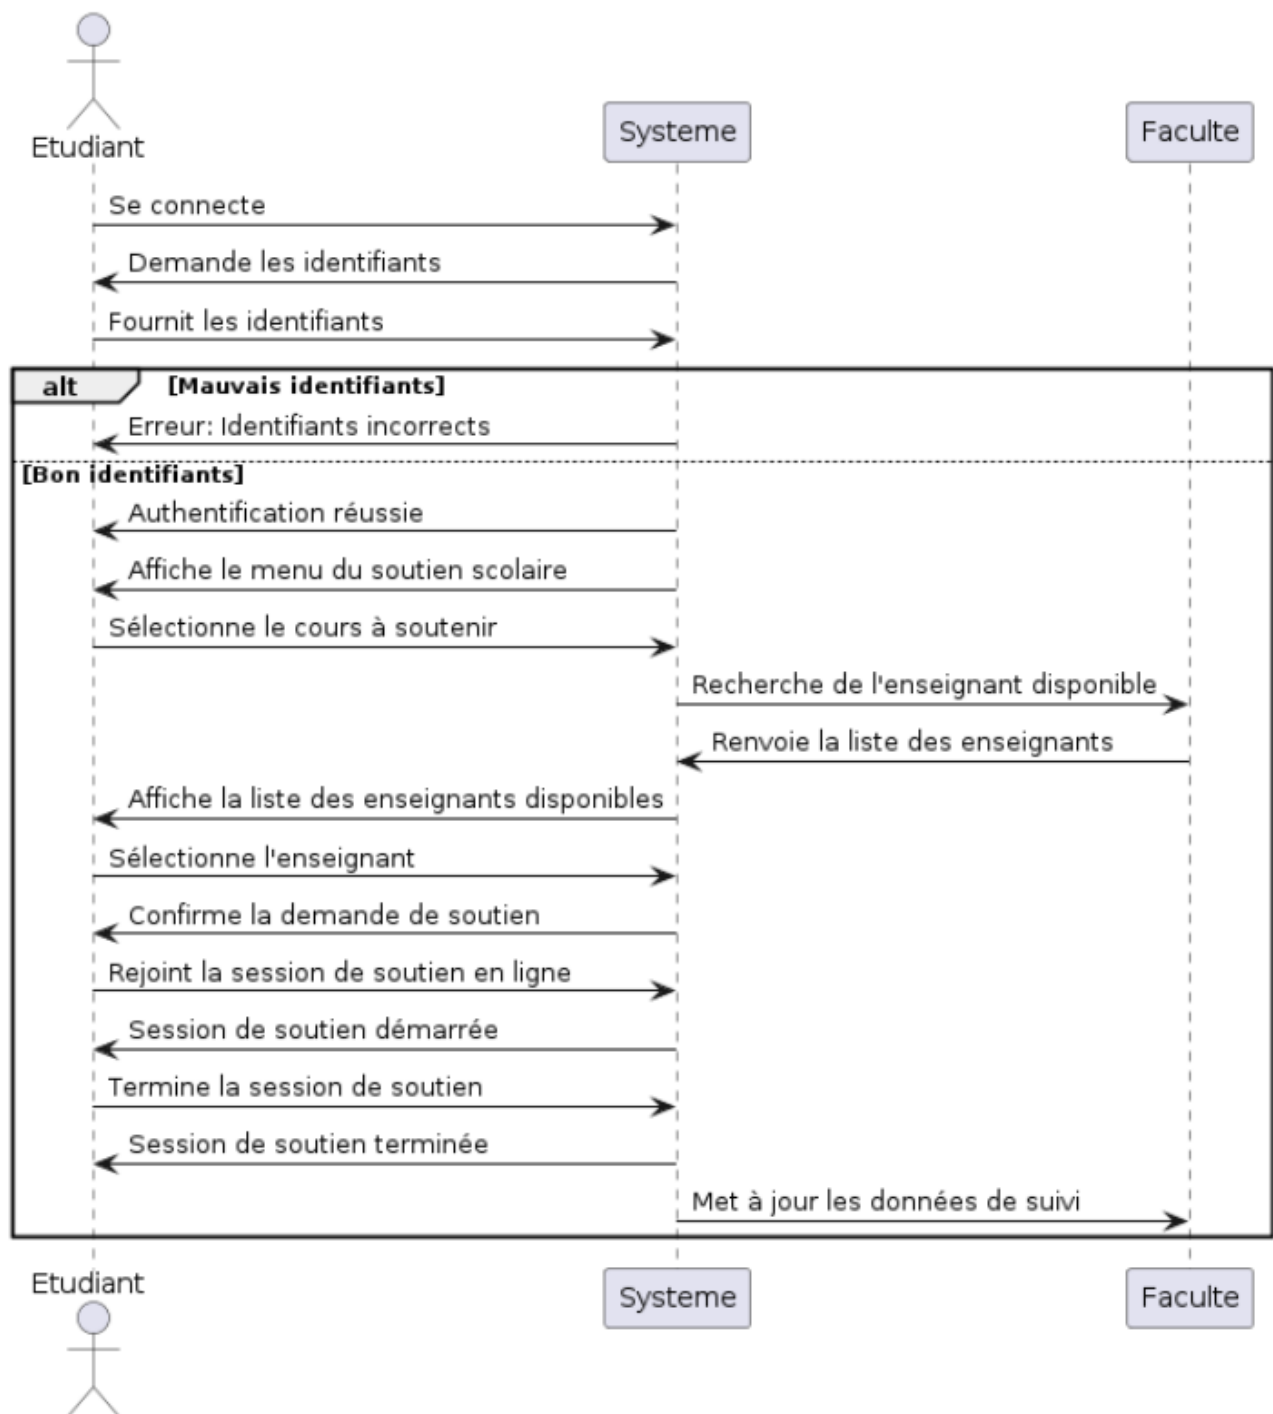 Etudiant
Systeme
Faculte
Se connecte
Demande les identifiants
Fournit les identifiants
alt [Mauvais identifiants]
Erreur: Identifiants incorrects
[Bon identifiants]
Authentification réussie
Affiche le menu du soutien scolaire
Sélectionne le cours à soutenir
Recherche de l'enseignant disponible
Renvoie la liste des enseignants
Affiche la liste des enseignants disponibles
Sélectionne l'enseignant
Confirme la demande de soutien
Rejoint la session de soutien en ligne
Session de soutien démarrée
Termine la session de soutien
Session de soutien terminée
Met à jour les données de suivi
Etudiant
Systeme
Faculte